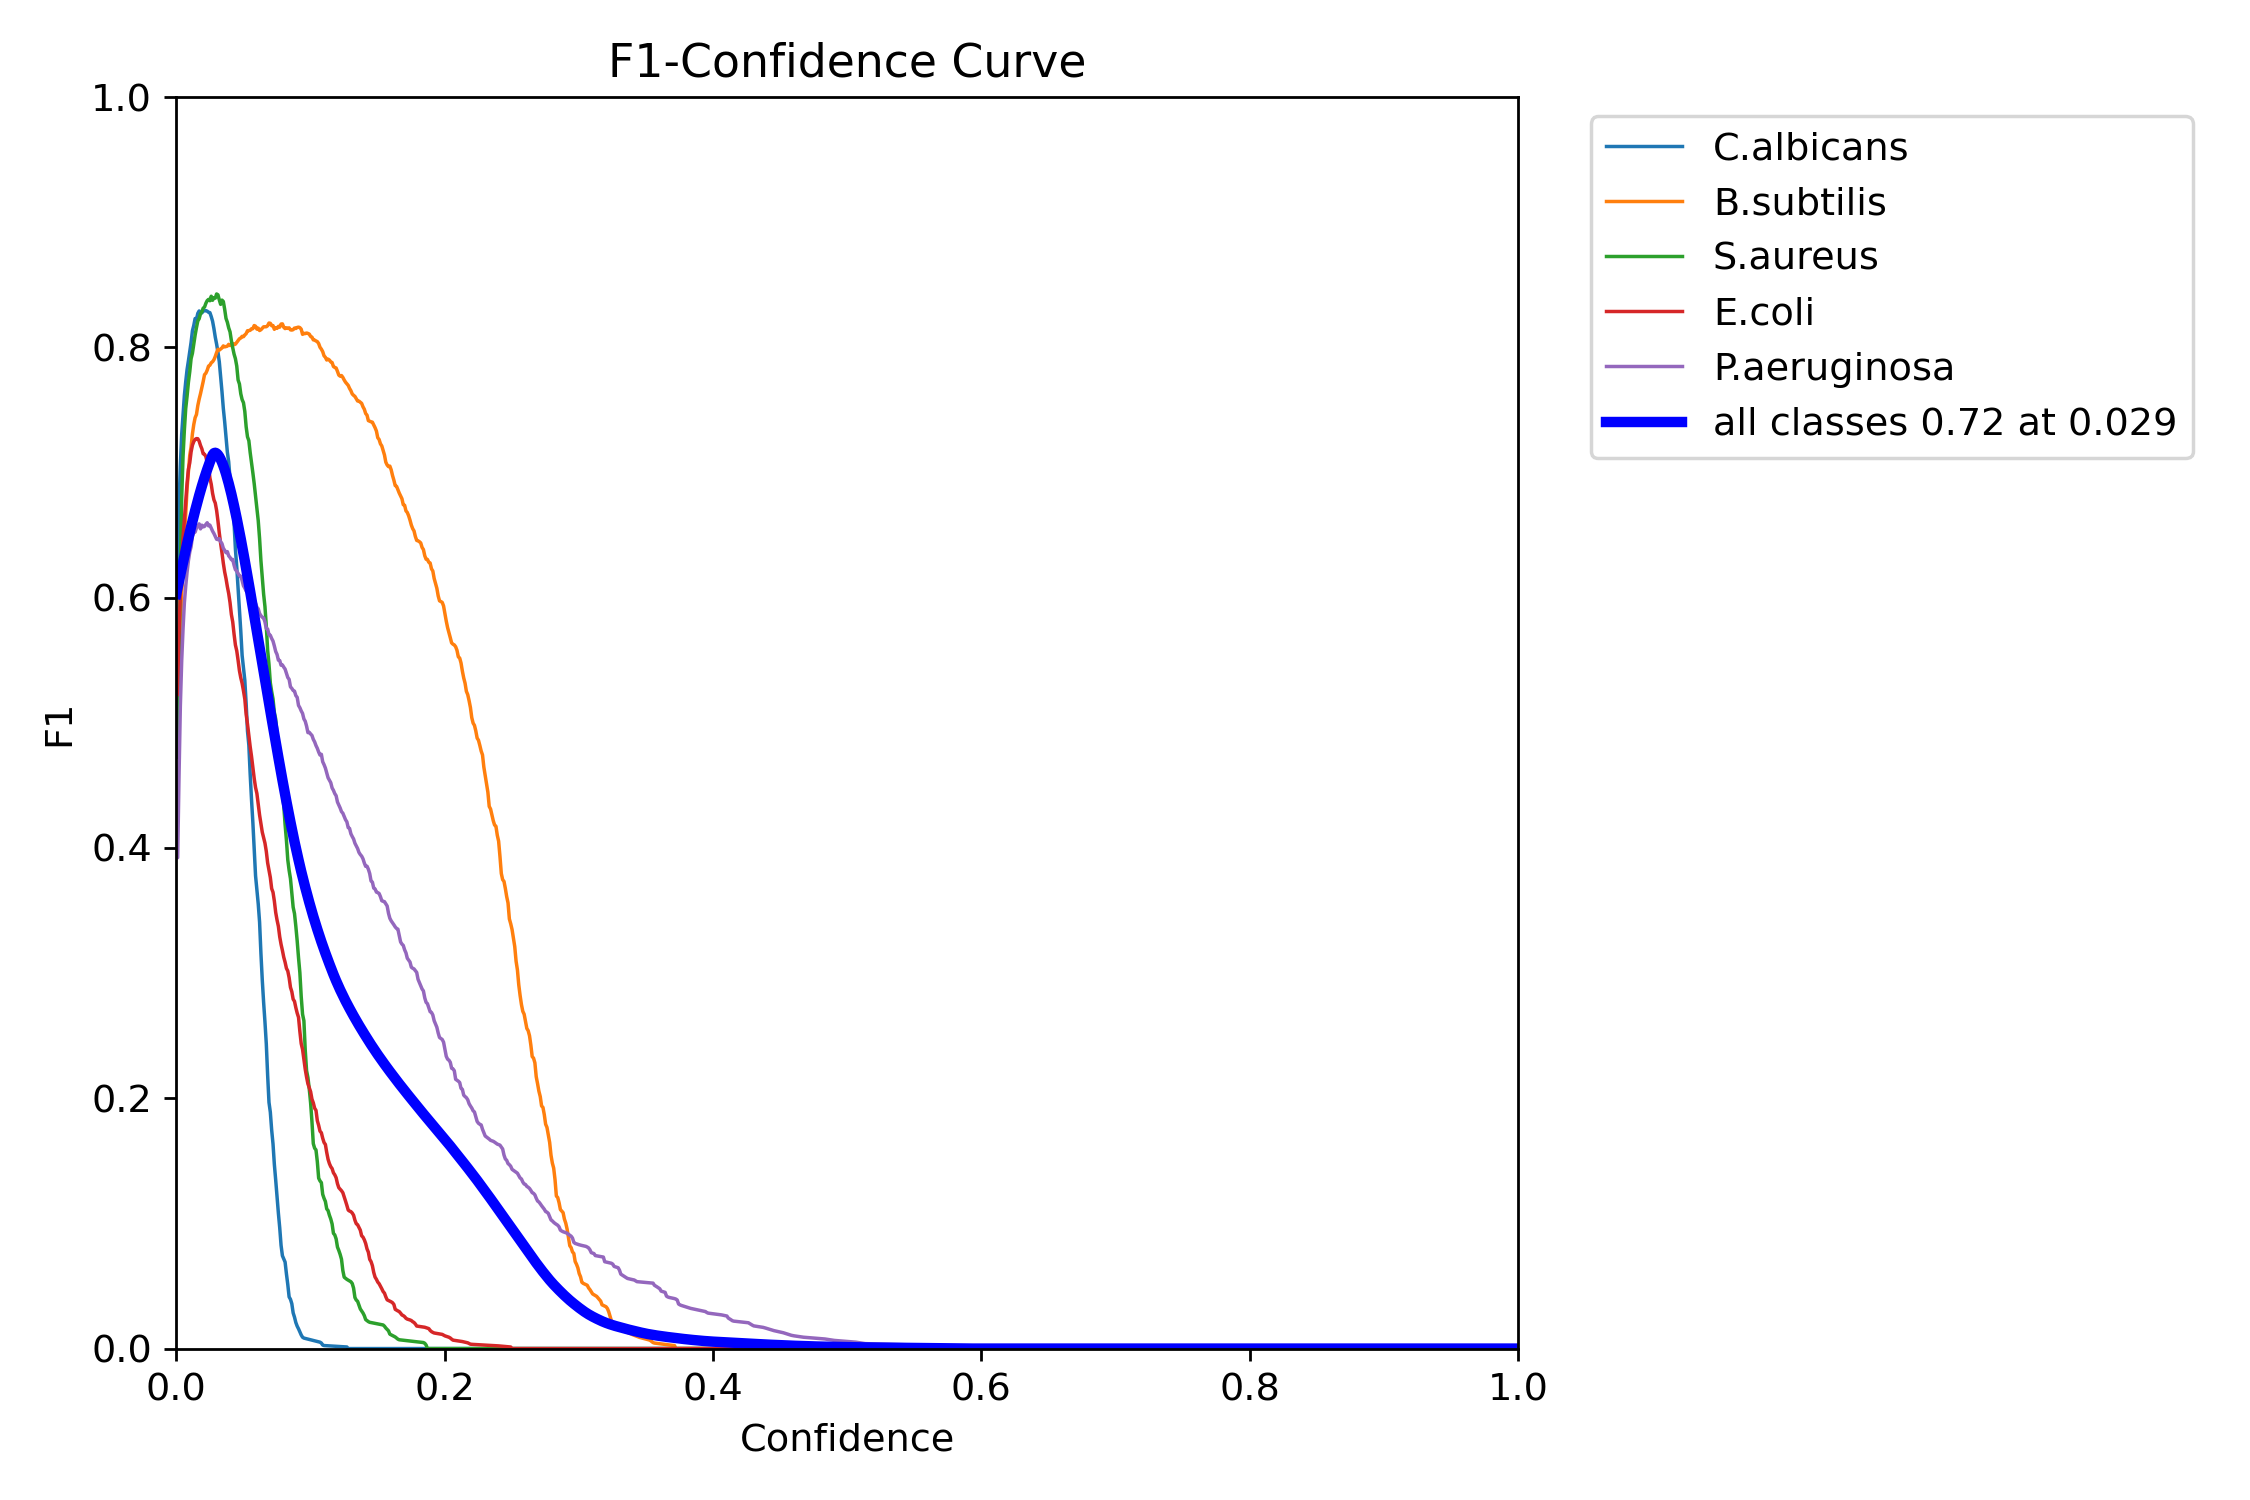 F1-Confidence Curve
1.0
0.8
0.6
0.4
0.2
0.0
F1
0.0 0.2 0.4 0.6 0.8 1.0
Confidence
C.albicans
B.subtilis
S.aureus
E.coli
P.aeruginosa
all classes 0.72 at 0.029